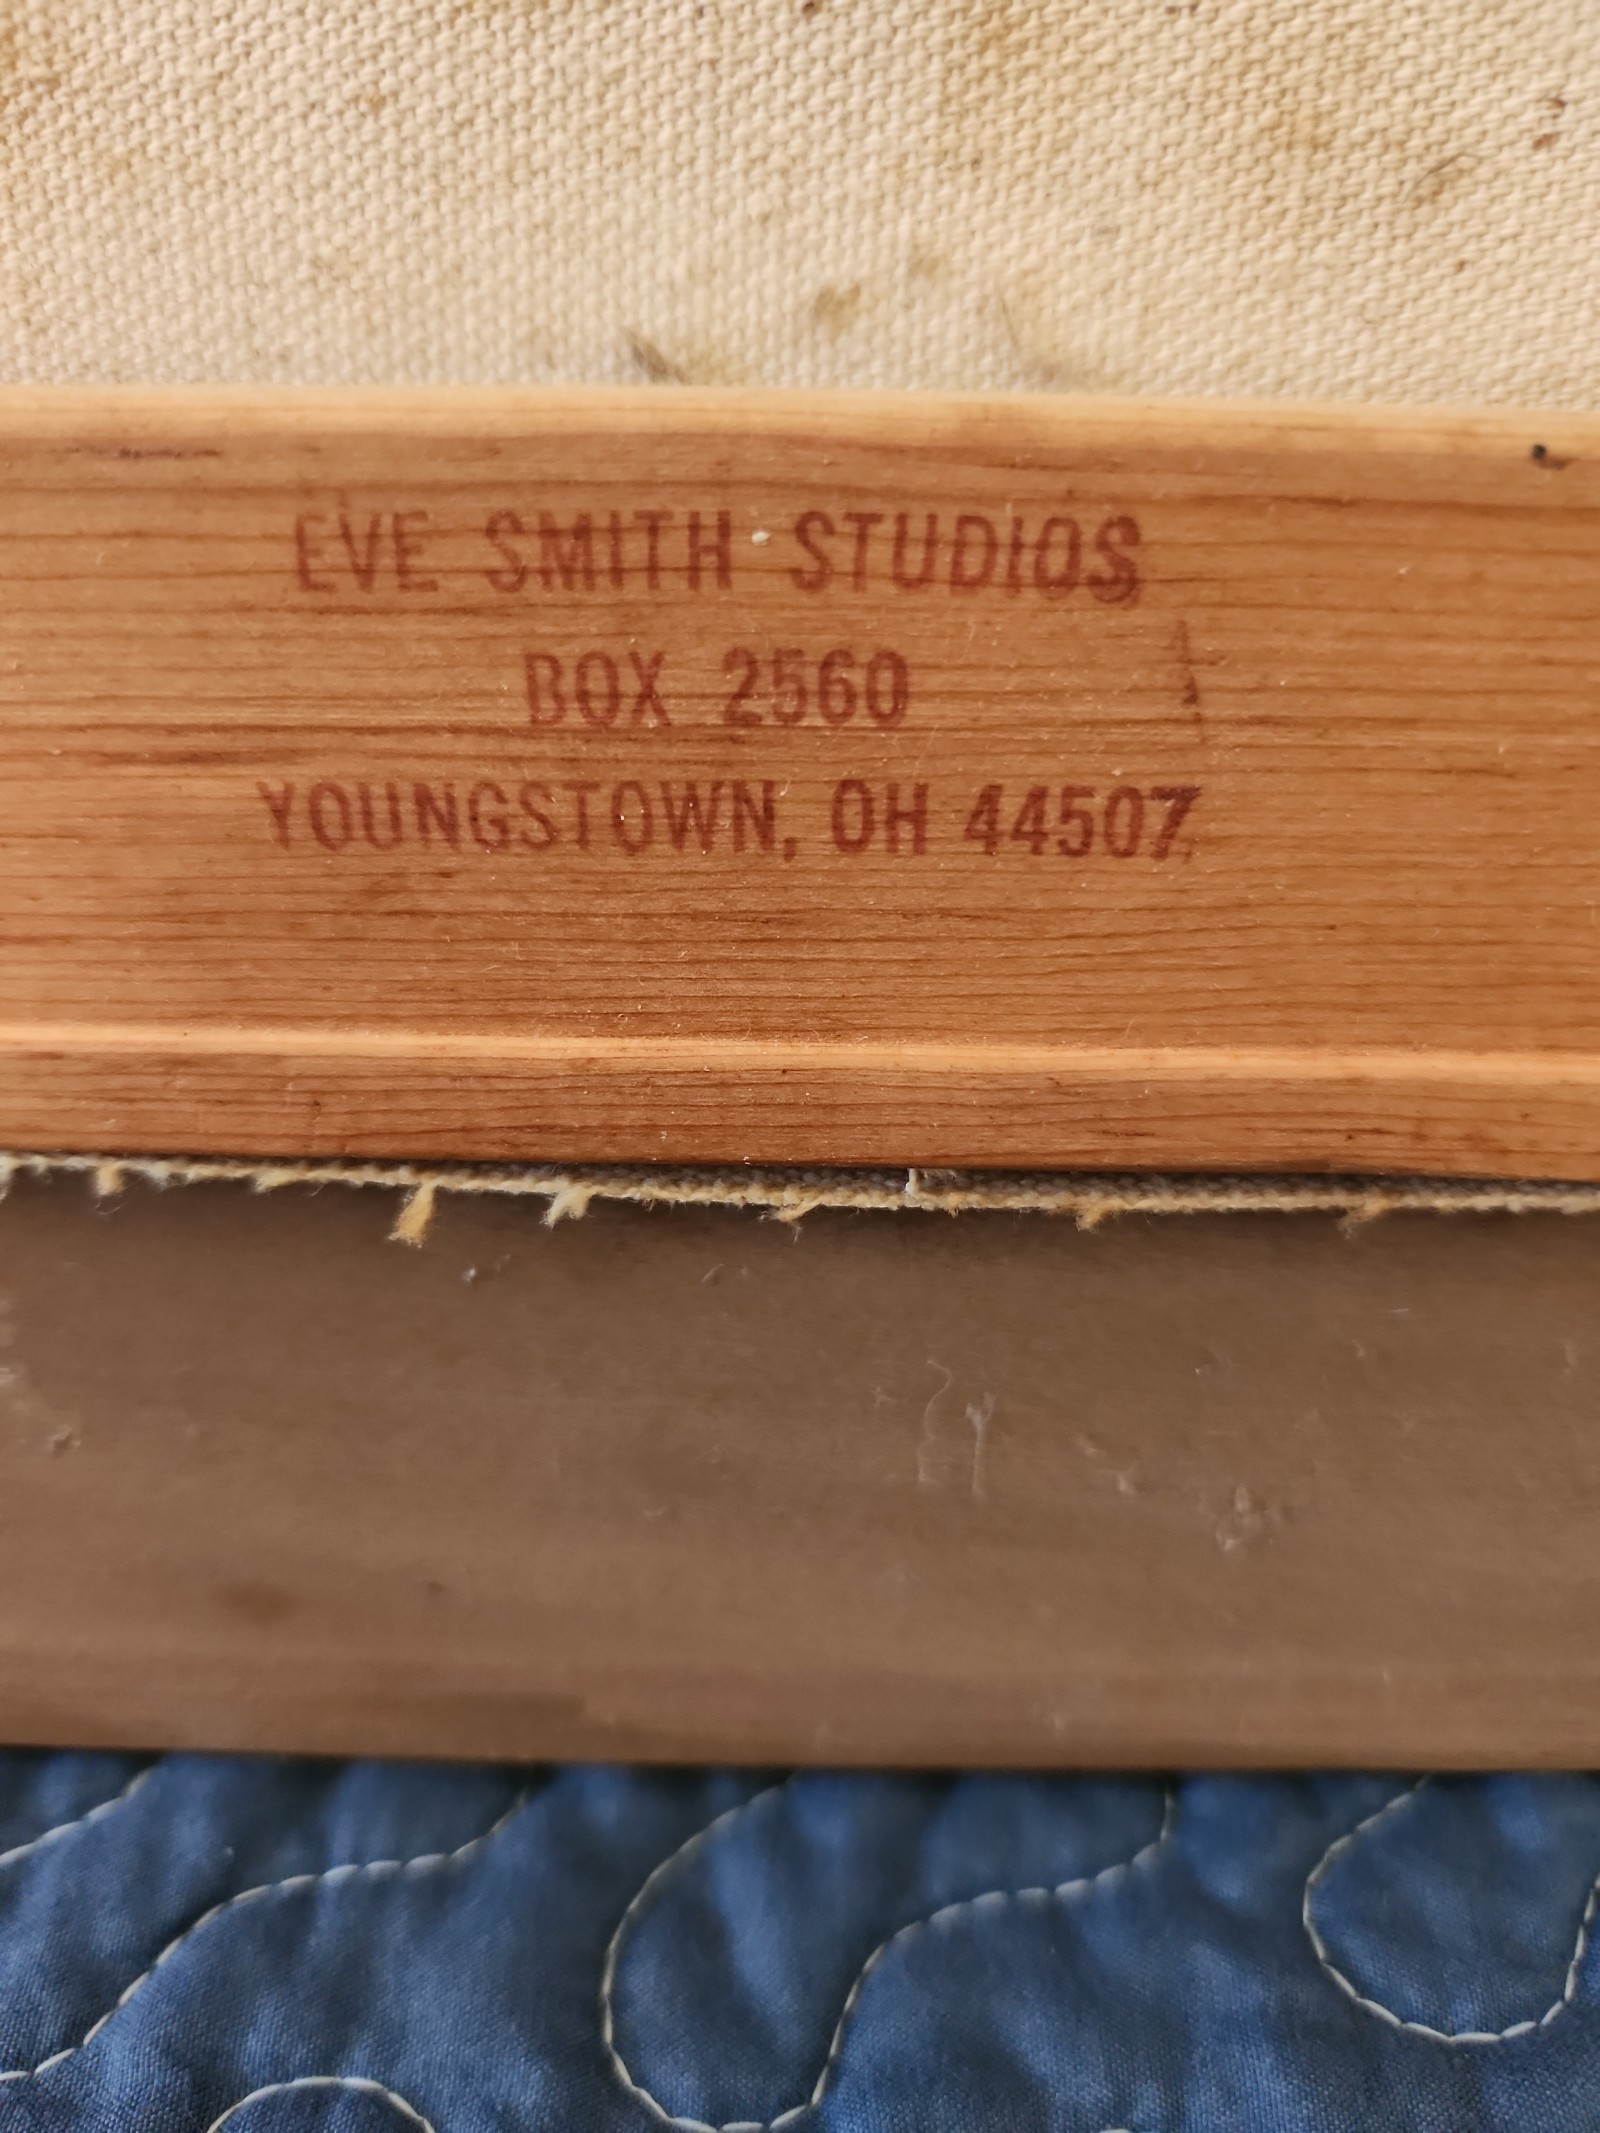 EVE SMITH STUDIOS
BOX 2560
YOUNGSTOWN, OH 44507